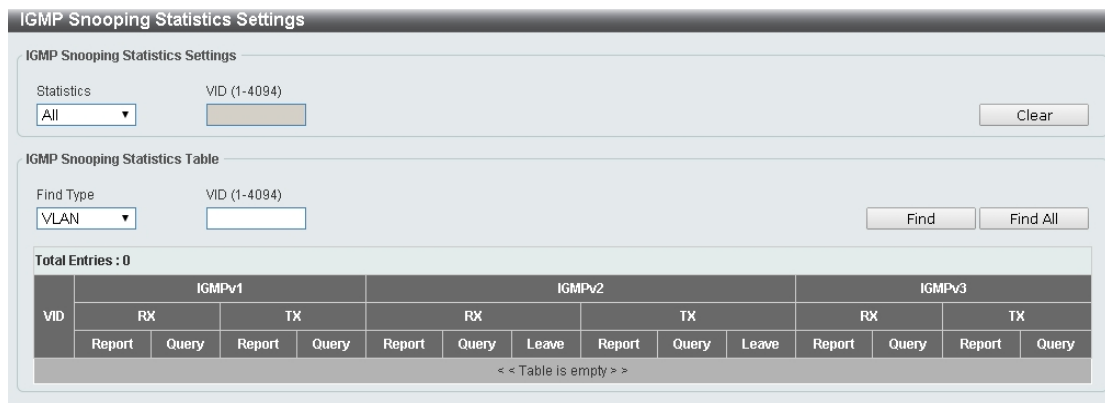 IGMP Snooping Statistics Settings
IGMP Snooping Statistics Settings
Statistics VID (1-4094)
All Clear
IGMP Snooping Statistics Table
Find Type VID (1-4094)
VLAN Find Find All
Total Entries : 0
IGMPv1 IGMPv2 IGMPv3
VID RX TX RX TX RX TX
Report Query Report Query Report Query Leave Report Query Leave Report Query Report Query
< < Table is empty > >